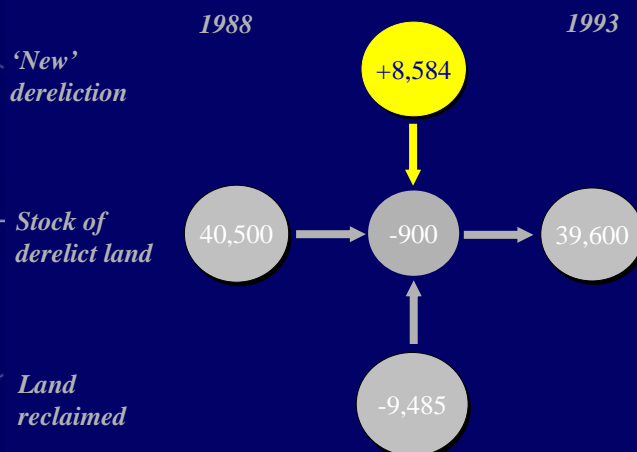 1988
1993
‘New’
dereliction
+8,584
Stock of
derelict land
40,500
-900
39,600
Land
reclaimed
-9,485